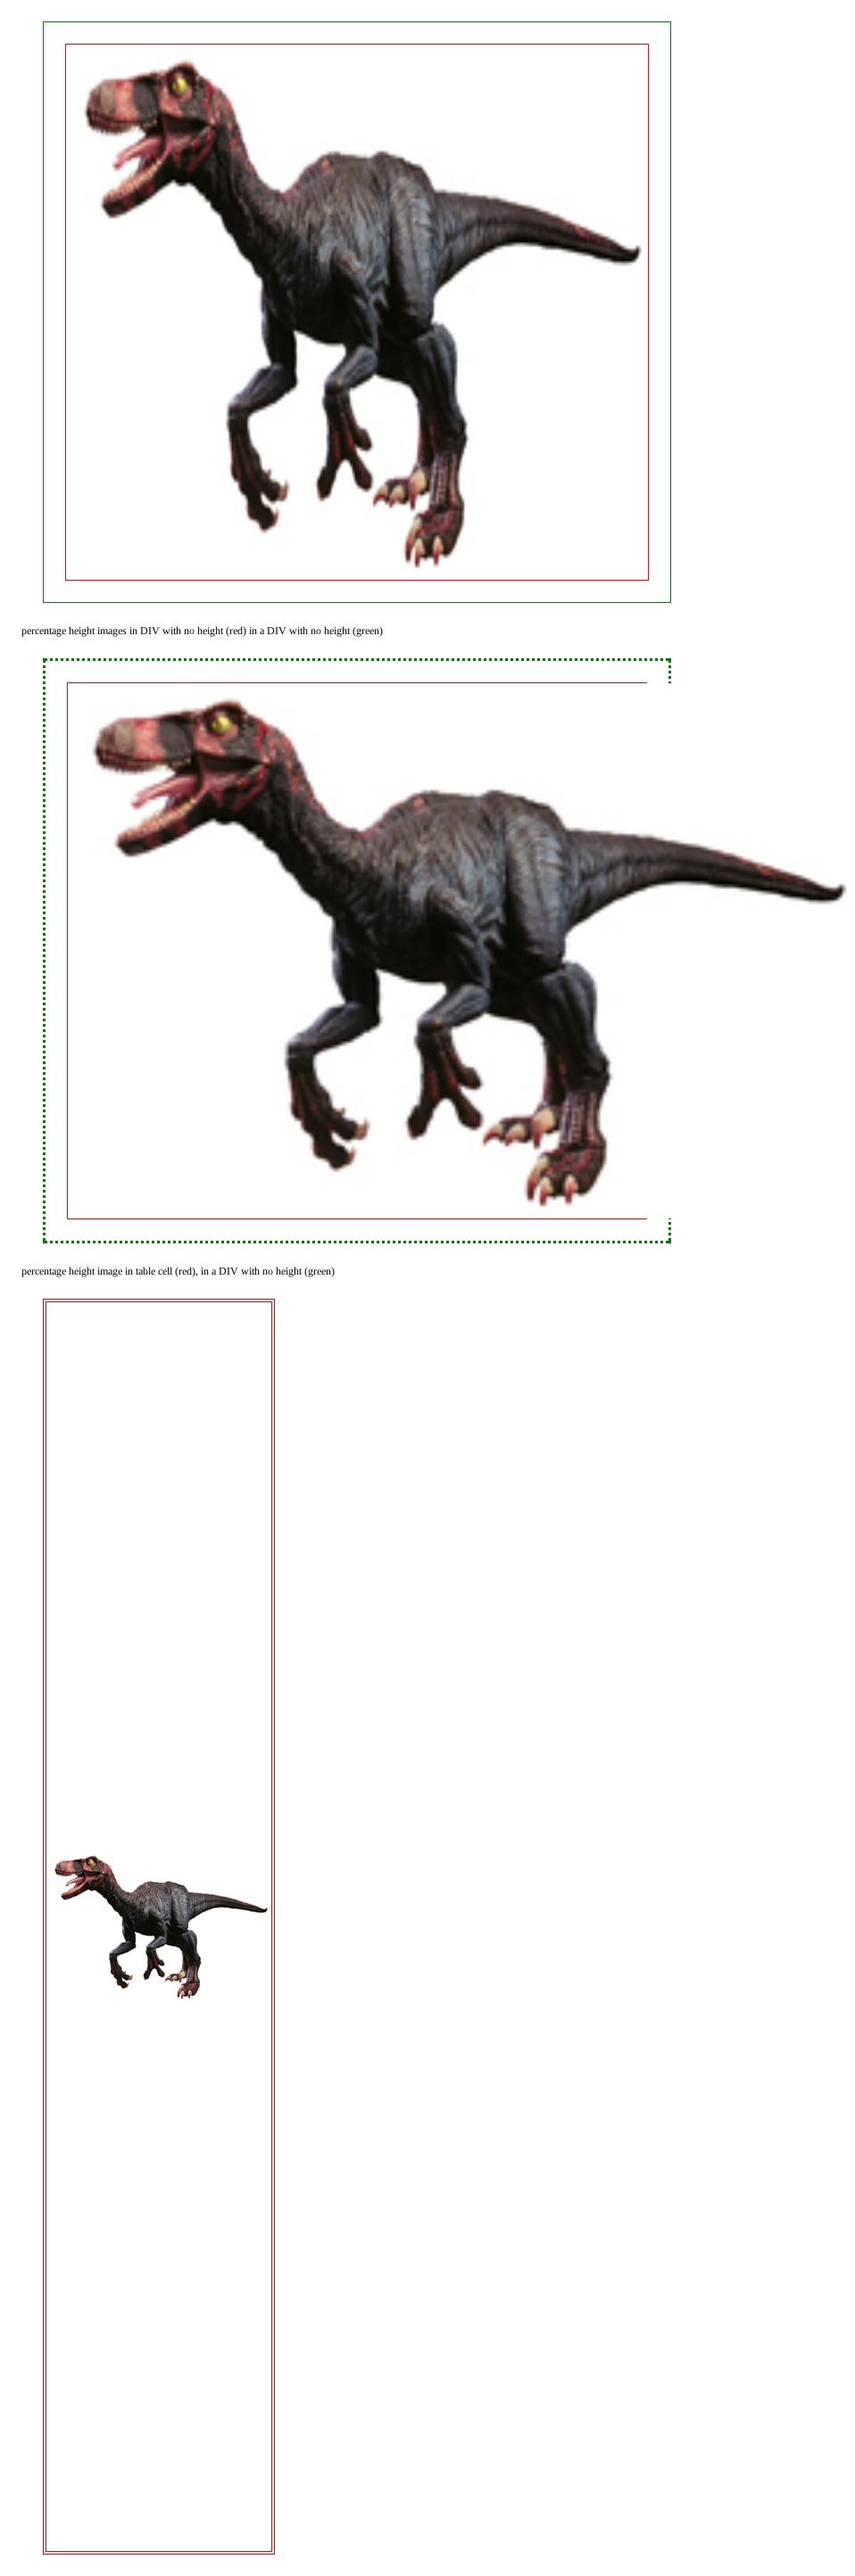 percentage height images in DIV with no height (red) in a DIV with no height (green)
percentage height image in table cell (red), in a DIV with no height (green)